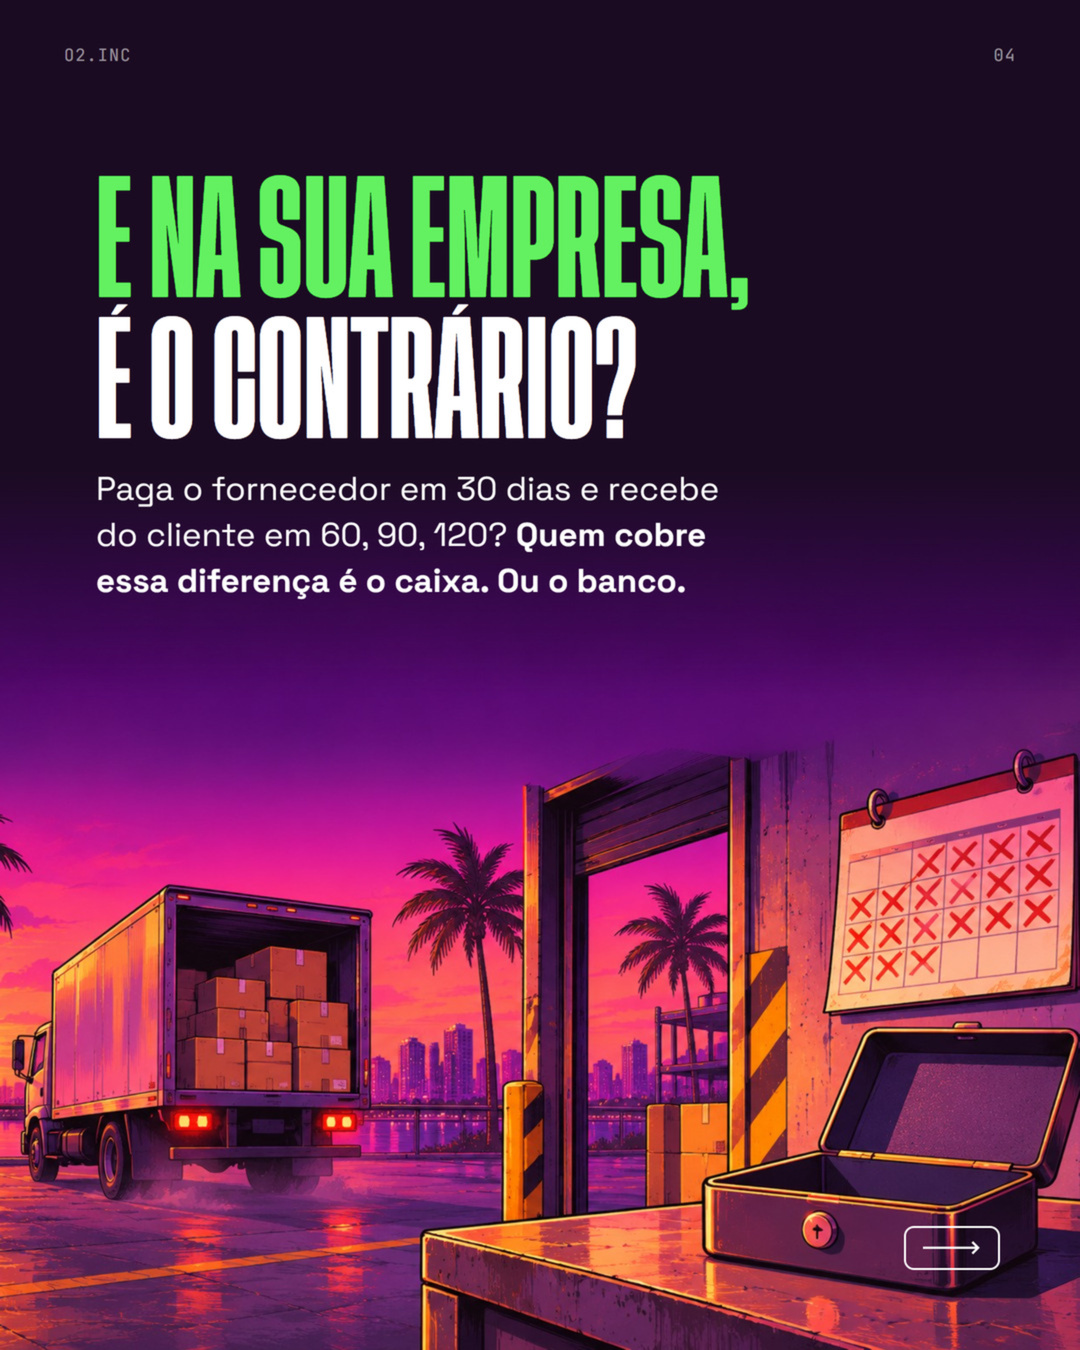 02.INC
04
E NA SUA EMPRESA,
É O CONTRÁRIO?
Paga o fornecedor em 30 dias e recebe
do cliente em 60, 90, 120? Quem cobre
essa diferença é o caixa. Ou o banco.